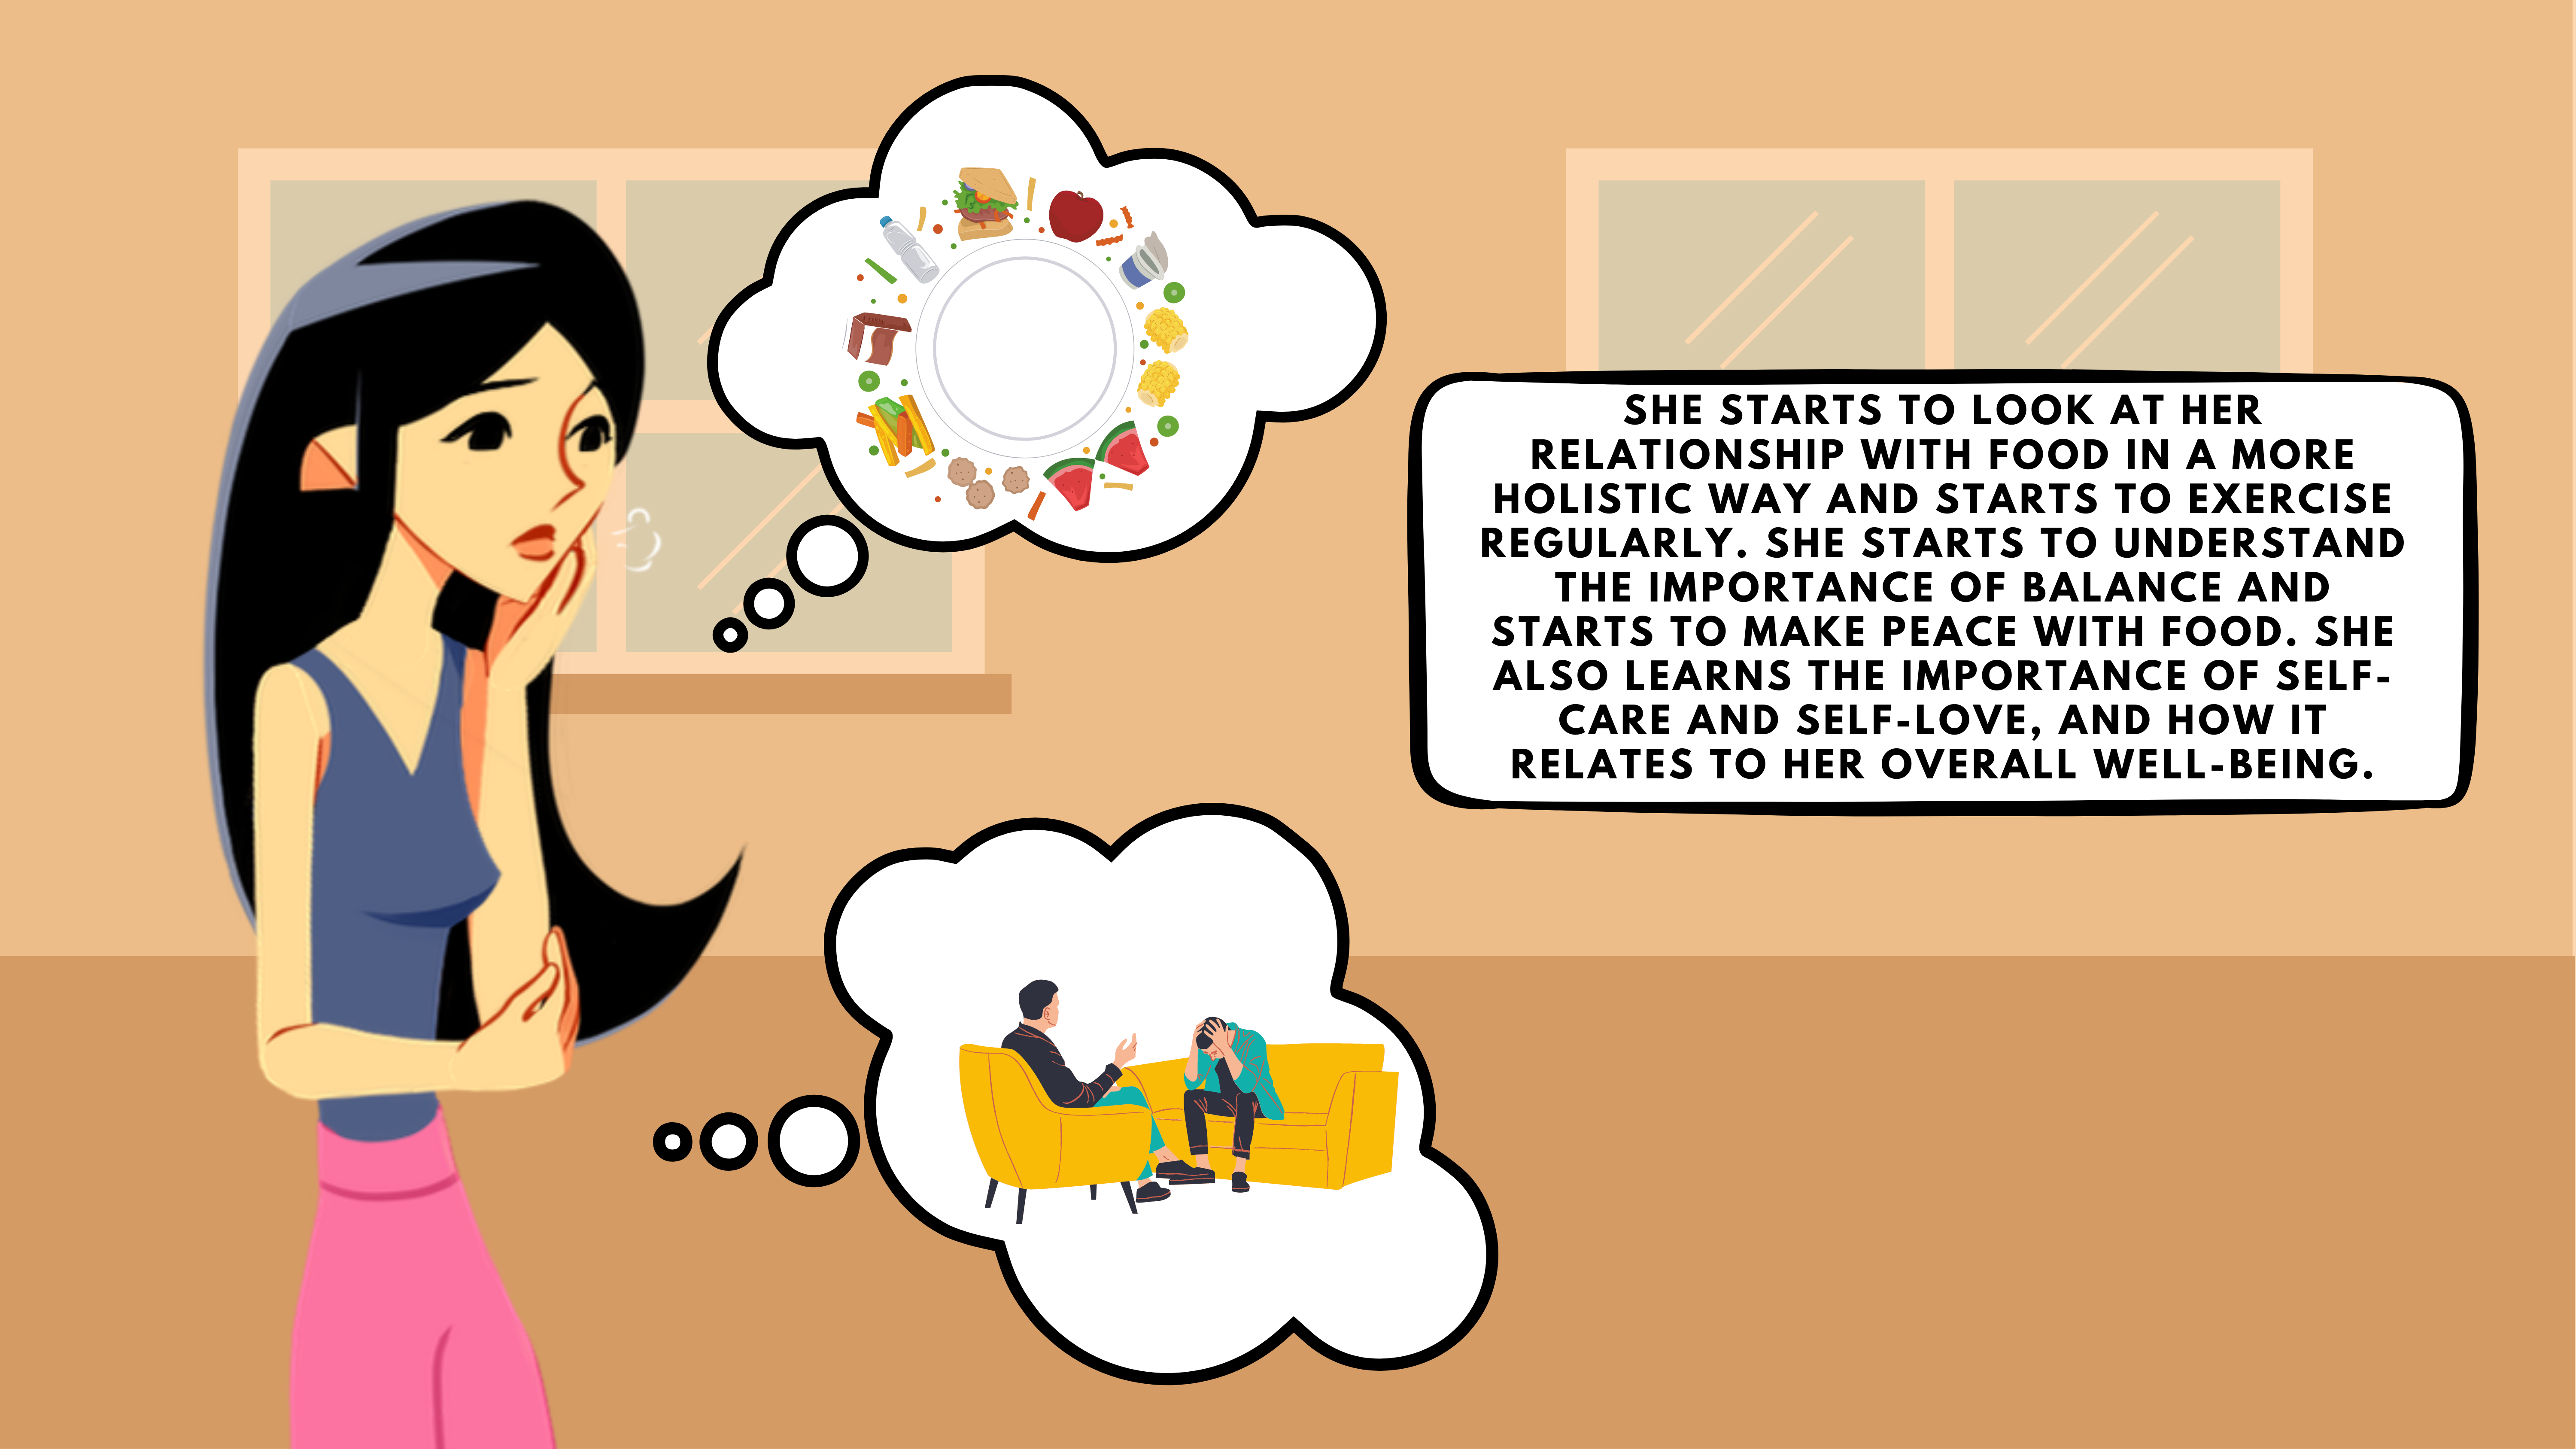 SHE STARTS TO LOOK AT HER
RELATIONSHIP WITH FOOD IN A MORE
HOLISTIC WAY AND STARTS TO EXERCISE
REGULARLY. SHE STARTS TO UNDERSTAND
THE IMPORTANCE OF BALANCE AND
STARTS TO MAKE PEACE WITH FOOD. SHE
ALSO LEARNS THE IMPORTANCE OF SELF-
CARE AND SELF-LOVE, AND HOW IT
RELATES TO HER OVERALL WELL-BEING.